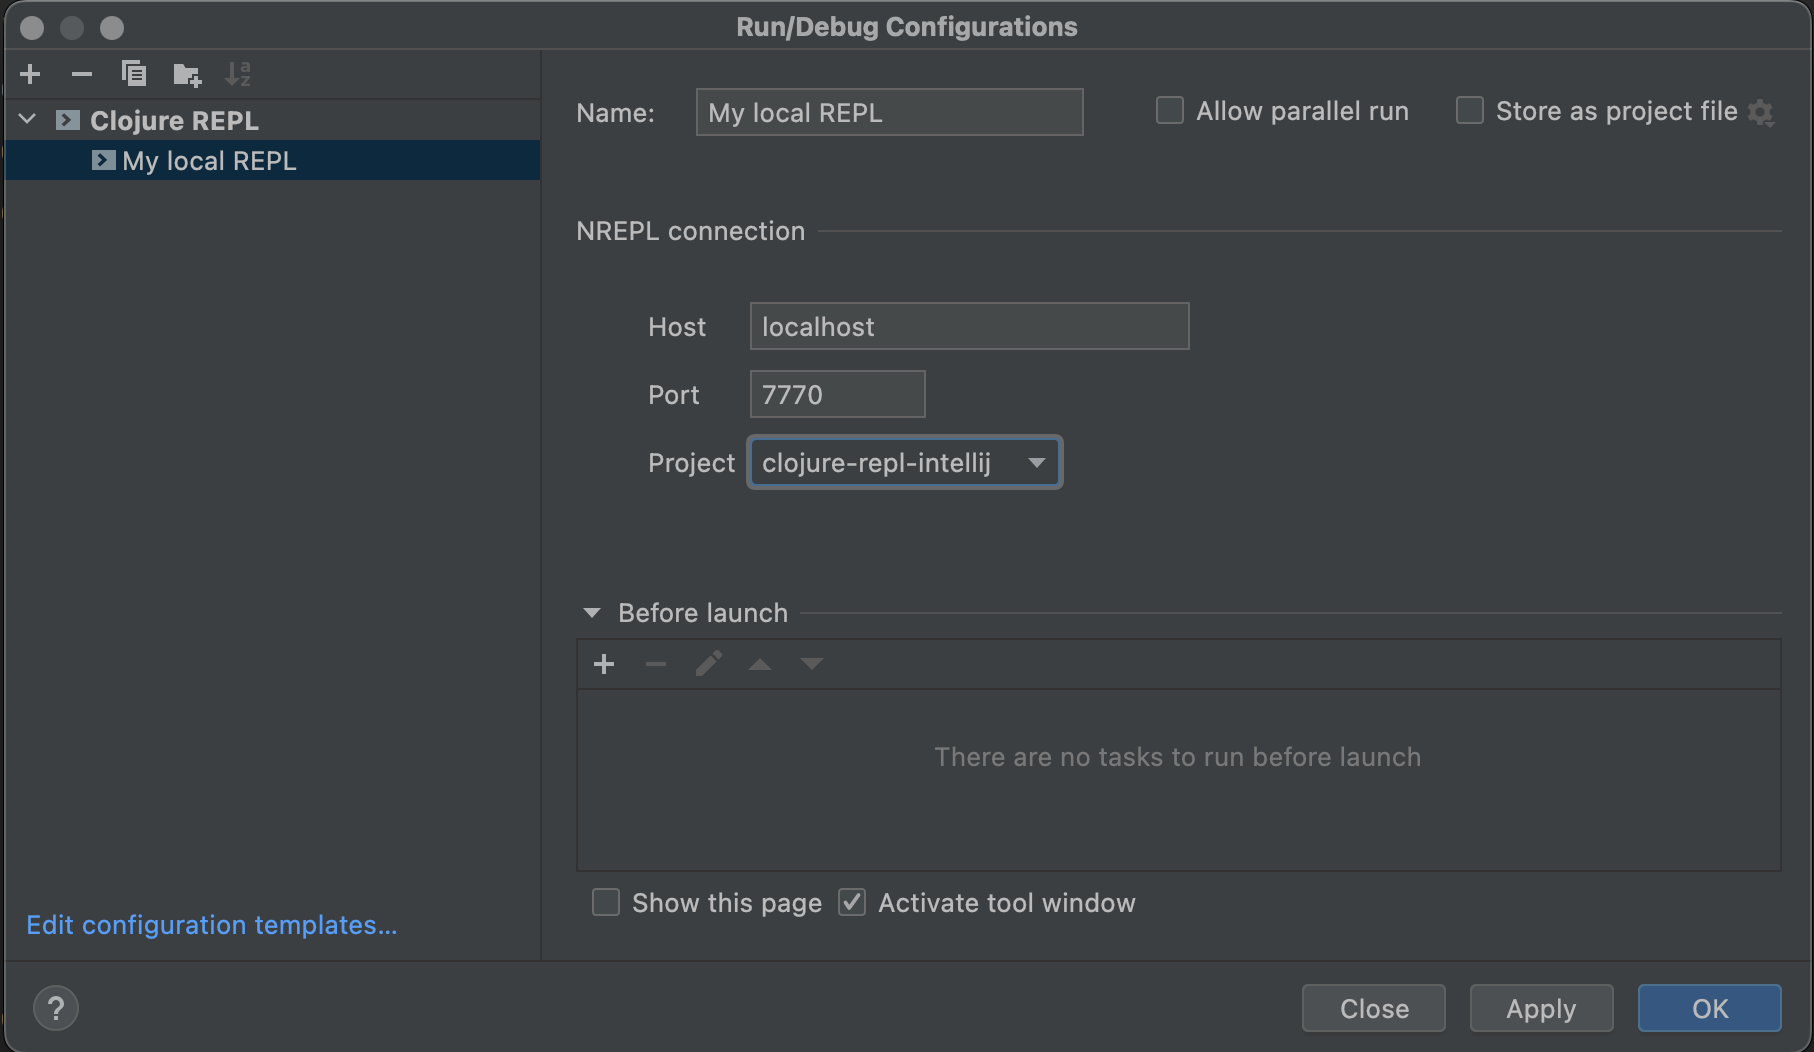 Run/Debug Configurations
Clojure REPL
My local REPL
Edit configuration templates...
Name: My local REPL Allow parallel run Store as project file
NREPL connection
Host localhost
Port 7770
Project clojure-repl-intellij
Before launch
There are no tasks to run before launch
Show this page Activate tool window
? Close Apply OK